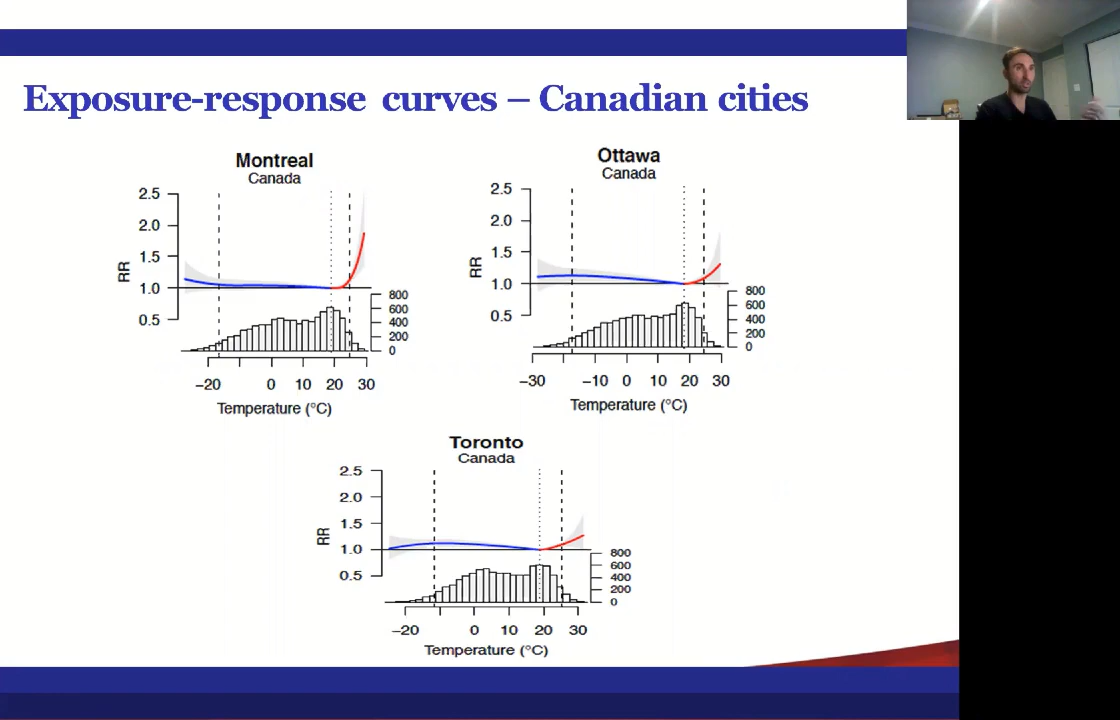 Exposure-response curves – Canadian cities
Montreal
Canada
2.5
2.0
1.5
1.0
0.5
RR
800
600
400
200
0
−20 0 10 20 30
Temperature (°C)
Ottawa
Canada
2.5
2.0
1.5
1.0
0.5
RR
800
600
400
200
0
−30 −10 0 10 20 30
Temperature (°C)
Toronto
Canada
2.5
2.0
1.5
1.0
0.5
RR
800
600
400
200
0
−20 0 10 20 30
Temperature (°C)